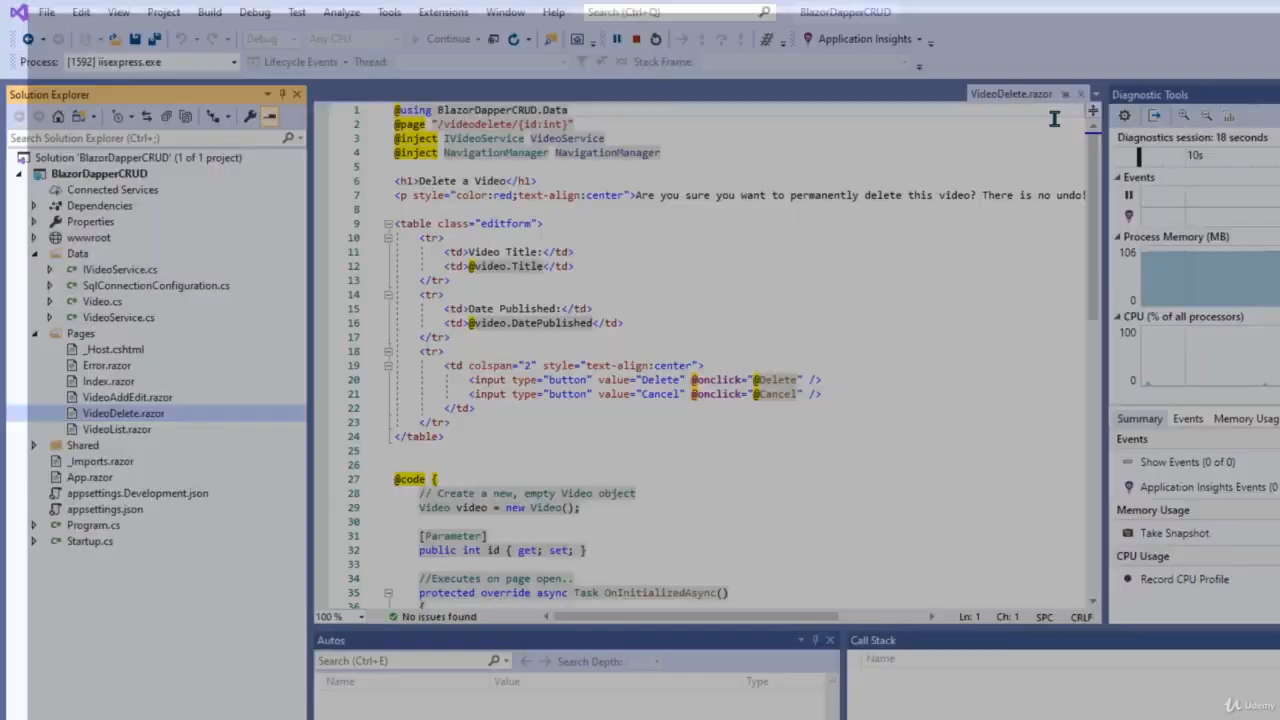 File Edit View Project Build Debug Test Analyze Tools Extensions Window Help Search (Ctrl+Q) BlazorDapperCRUD
Debug Any CPU Continue Application Insights
Process: [1592] iisexpress.exe Lifecycle Events Thread: Stack Frame:
Solution Explorer
Search Solution Explorer (Ctrl+;)
Solution 'BlazorDapperCRUD' (1 of 1 project)
BlazorDapperCRUD
Connected Services
Dependencies
Properties
wwwroot
Data
IVideoService.cs
SqlConnectionConfiguration.cs
Video.cs
VideoService.cs
Pages
_Host.cshtml
Error.razor
Index.razor
VideoAddEdit.razor
VideoDelete.razor
VideoList.razor
Shared
_Imports.razor
App.razor
appsettings.Development.json
appsettings.json
Program.cs
Startup.cs
VideoDelete.razor
1 @using BlazorDapperCRUD.Data
2 @page "/videodelete/{id:int}"
3 @inject IVideoService VideoService
4 @inject NavigationManager NavigationManager
5
6 <h1>Delete a Video</h1>
7 <p style="color:red;text-align:center">Are you sure you want to permanently delete this video? There is no undo!
8
9 <table class="editform">
10 <tr>
11 <td>Video Title:</td>
12 <td>@video.Title</td>
13 </tr>
14 <tr>
15 <td>Date Published:</td>
16 <td>@video.DatePublished</td>
17 </tr>
18 <tr>
19 <td colspan="2" style="text-align:center">
20 <input type="button" value="Delete" @onclick="@Delete" />
21 <input type="button" value="Cancel" @onclick="@Cancel" />
22 </td>
23 </tr>
24 </table>
25
26
27 @code {
28 // Create a new, empty Video object
29 Video video = new Video();
30
31 [Parameter]
32 public int id { get; set; }
33
34 //Executes on page open..
35 protected override async Task OnInitializedAsync()
36 {
100 % No issues found Ln: 1 Ch: 1 SPC CRLF
Autos
Search (Ctrl+E) Search Depth:
Name Value Type
Call Stack
Name
Diagnostic Tools
Diagnostics session: 18 seconds
10s
Events
Process Memory (MB)
106
0
CPU (% of all processors)
100
0
Summary Events Memory Usag
Events
Show Events (0 of 0)
Application Insights Events (0
Memory Usage
Take Snapshot
CPU Usage
Record CPU Profile
Udemy